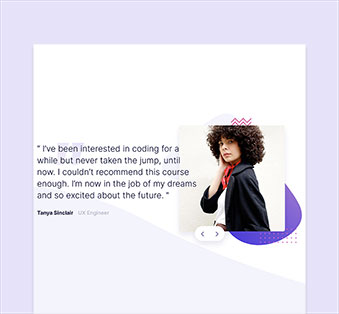 " I've been interested in coding for a
while but never taken the jump, until
now. I couldn't recommend this course
enough. I'm now in the job of my dreams
and so excited about the future. "
Tanya Sinclair UX Engineer